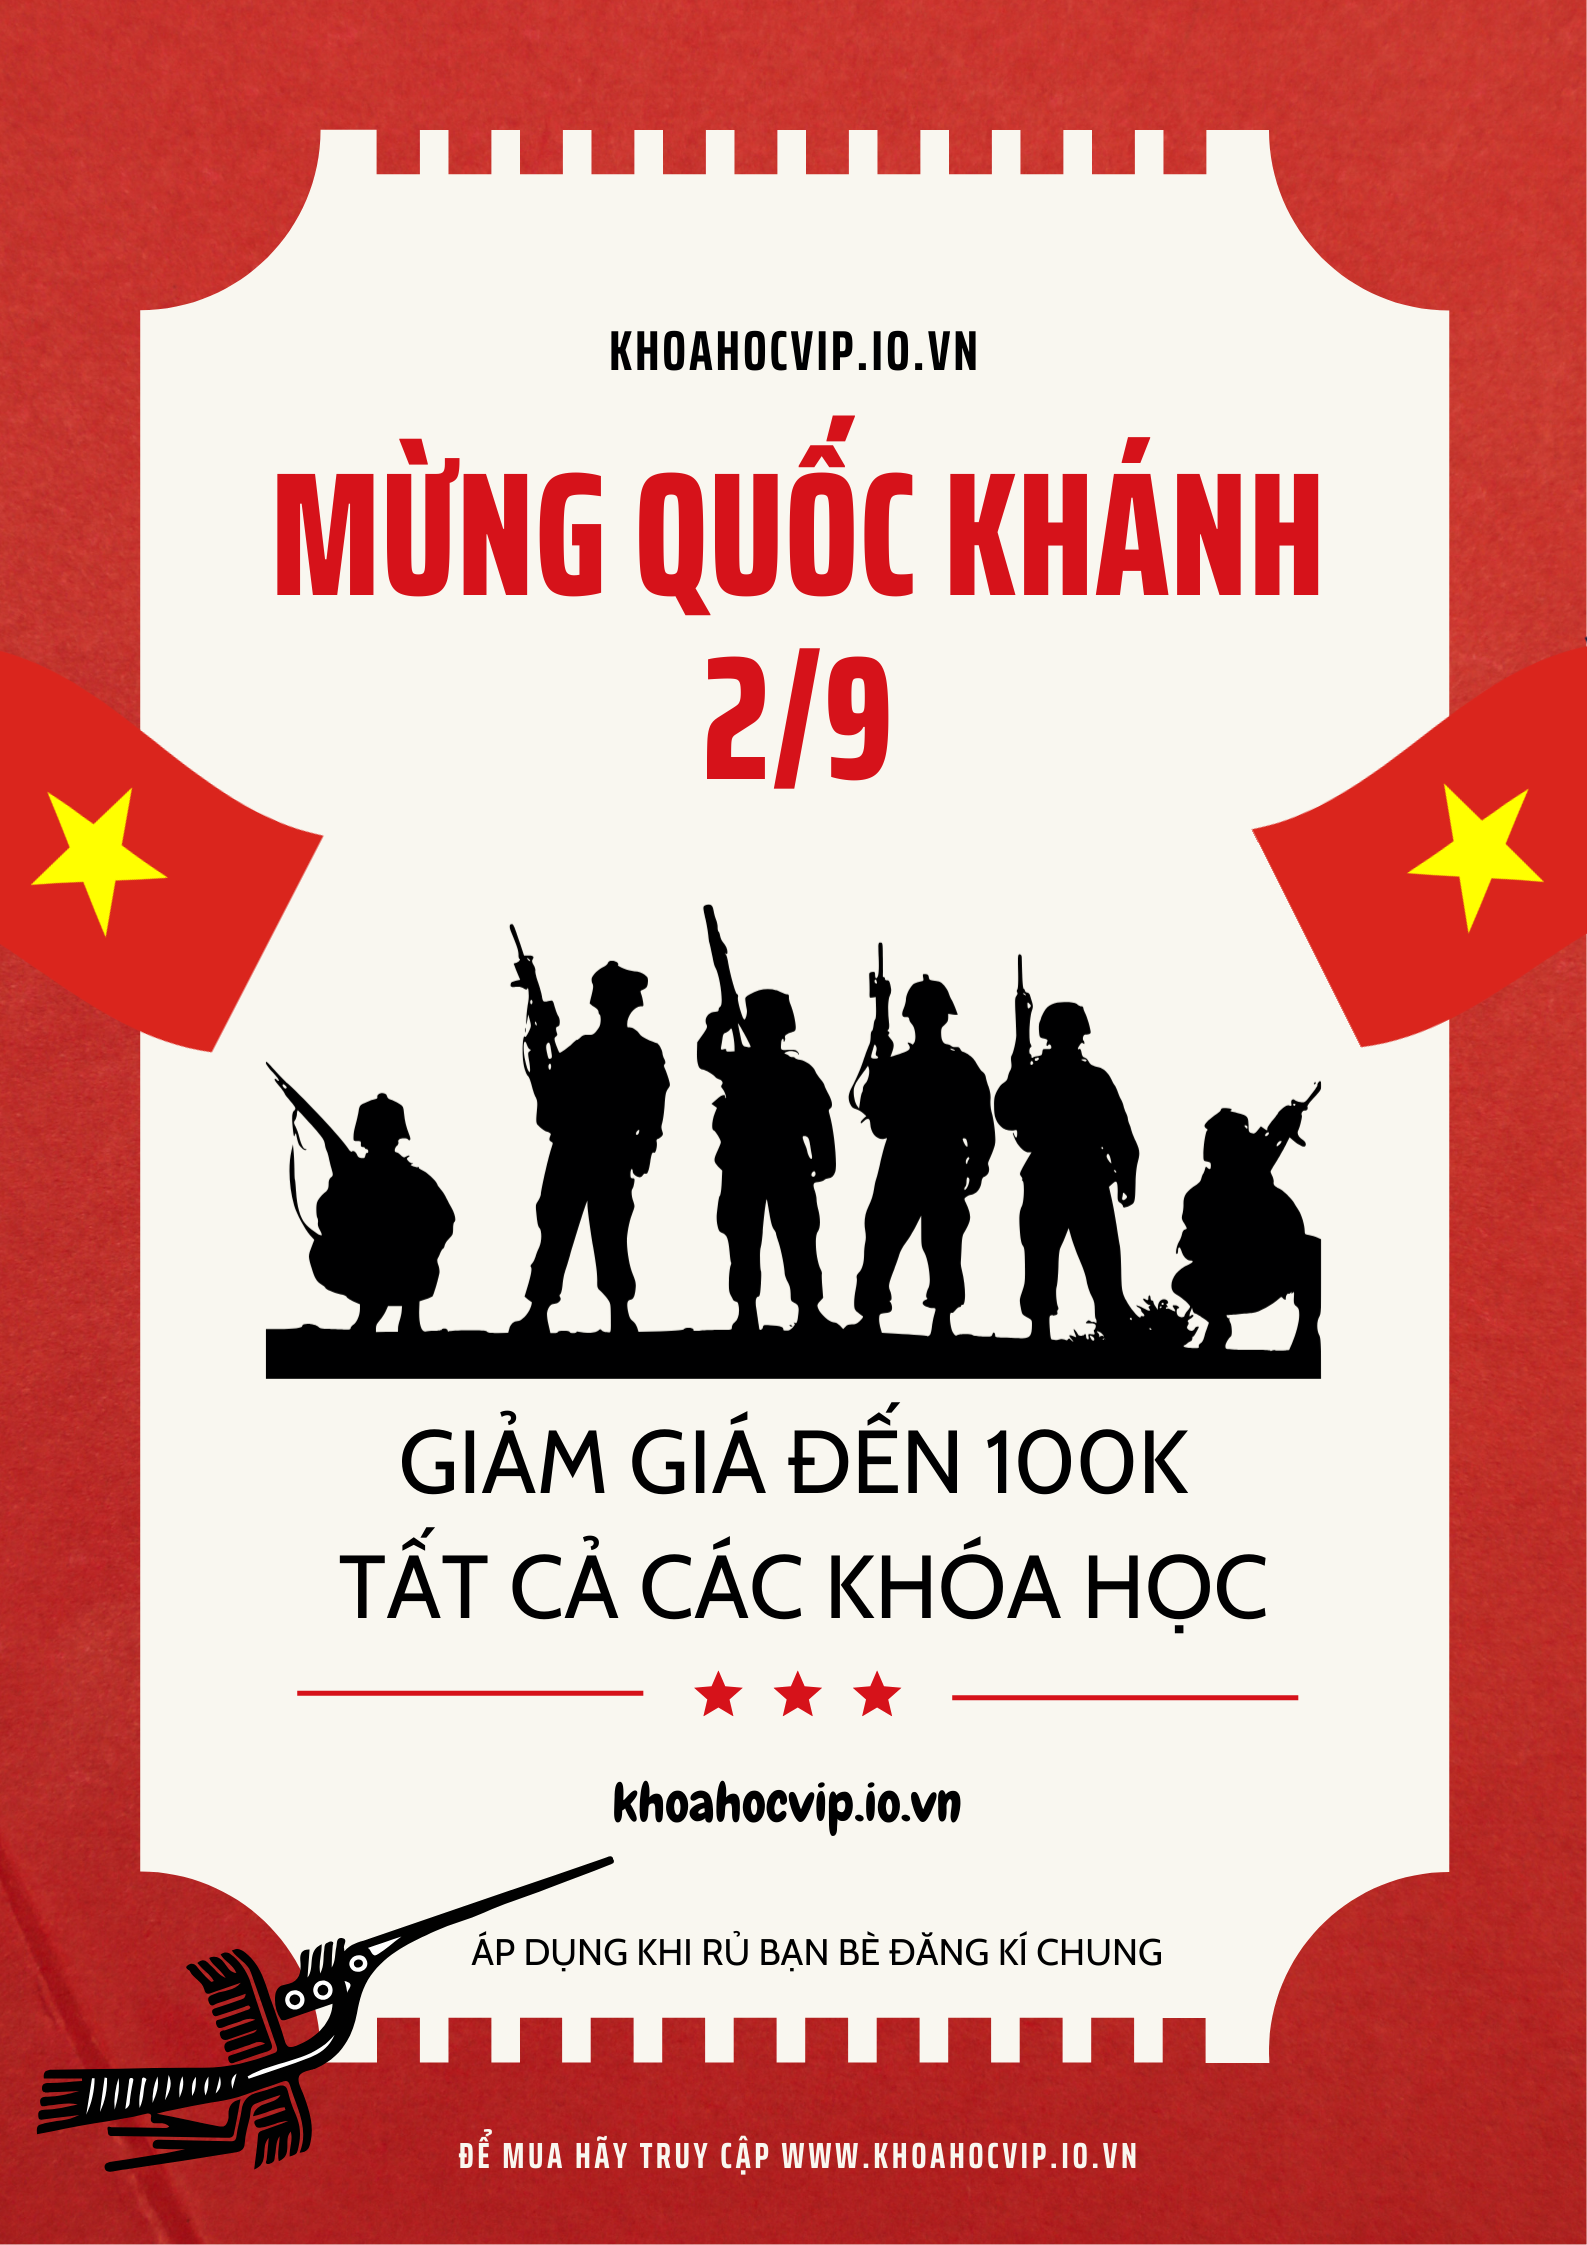 KHOAHOCVIP.IO.VN
MỪNG QUỐC KHÁNH
2/9
GIẢM GIÁ ĐẾN 100K
TẤT CẢ CÁC KHÓA HỌC
khoahocvip.io.vn
ÁP DỤNG KHI RỦ BẠN BÈ ĐĂNG KÍ CHUNG
ĐỂ MUA HÃY TRUY CẬP WWW.KHOAHOCVIP.IO.VN